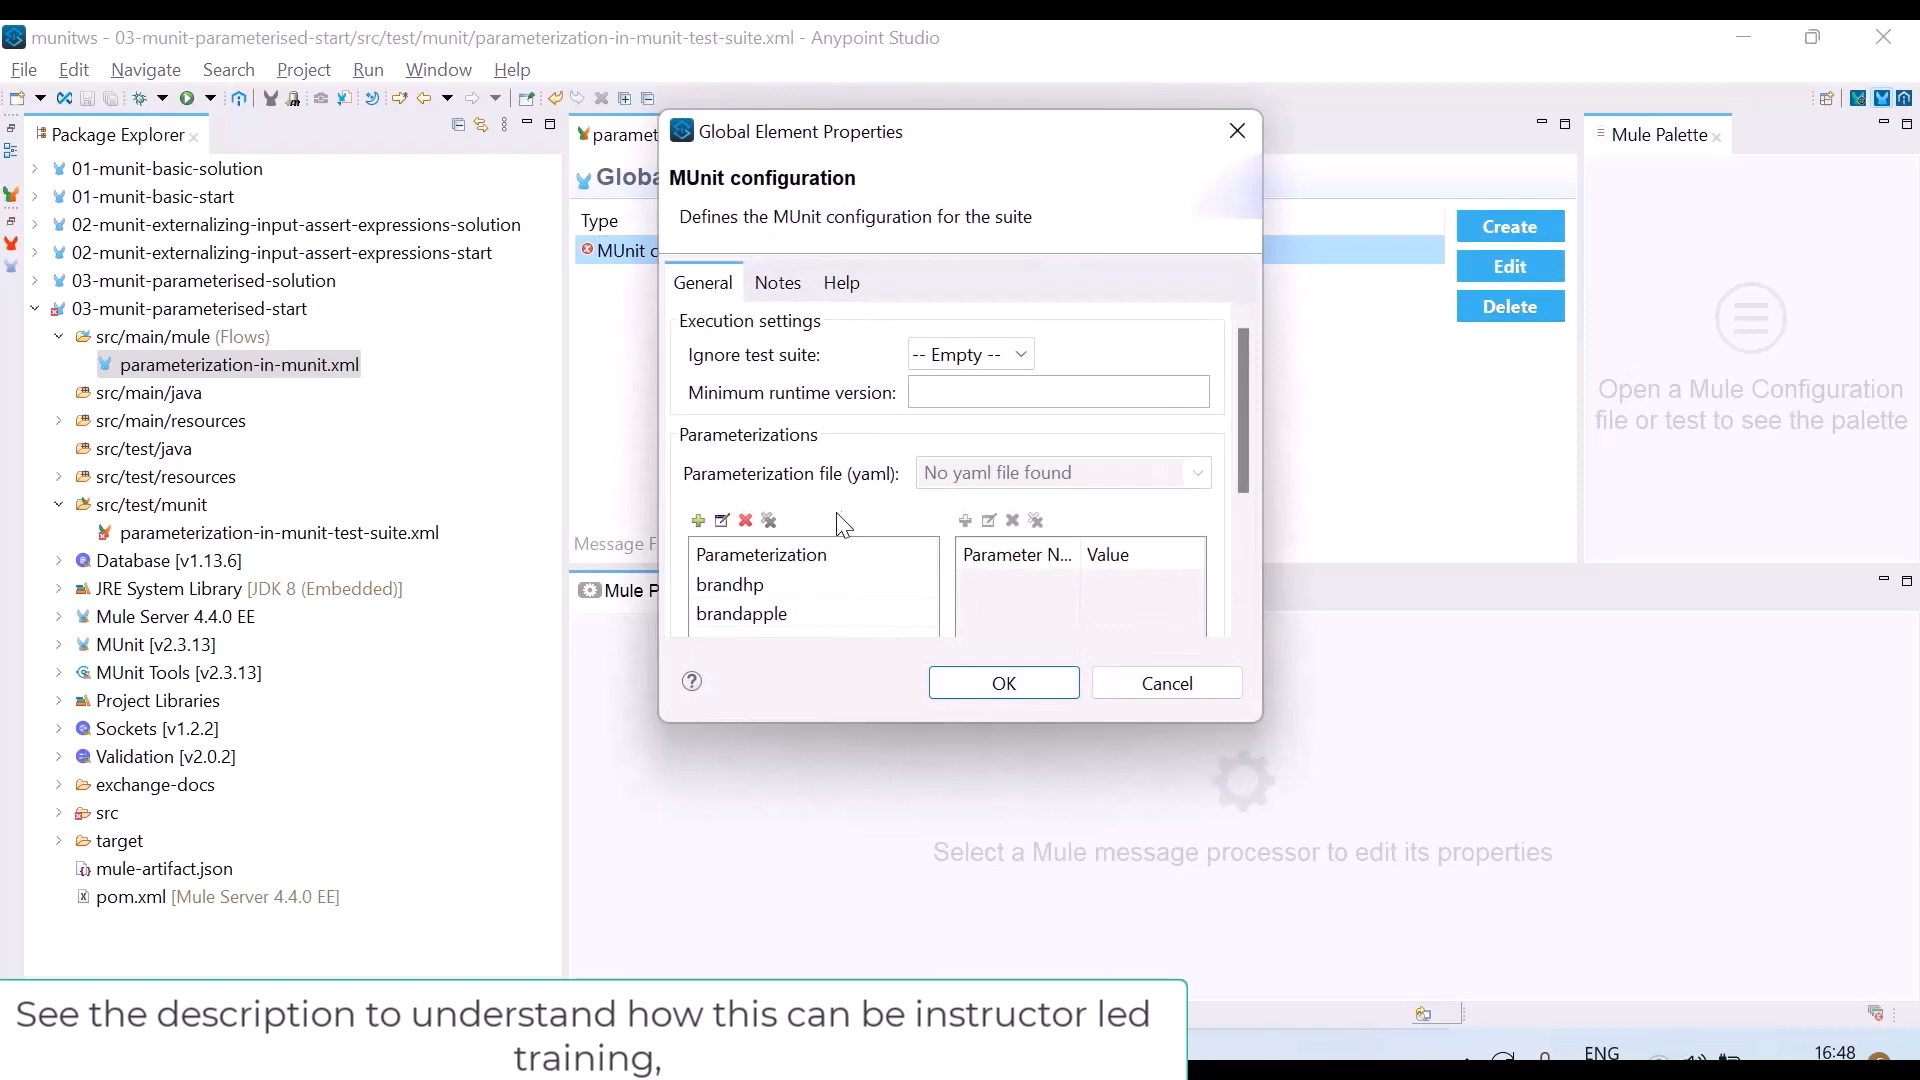 munitws - 03-munit-parameterised-start/src/test/munit/parameterization-in-munit-test-suite.xml - Anypoint Studio
File Edit Navigate Search Project Run Window Help
Package Explorer
01-munit-basic-solution
01-munit-basic-start
02-munit-externalizing-input-assert-expressions-solution
02-munit-externalizing-input-assert-expressions-start
03-munit-parameterised-solution
03-munit-parameterised-start
src/main/mule (Flows)
parameterization-in-munit.xml
src/main/java
src/main/resources
src/test/java
src/test/resources
src/test/munit
parameterization-in-munit-test-suite.xml
Database [v1.13.6]
JRE System Library [JDK 8 (Embedded)]
Mule Server 4.4.0 EE
MUnit [v2.3.13]
MUnit Tools [v2.3.13]
Project Libraries
Sockets [v1.2.2]
Validation [v2.0.2]
exchange-docs
src
target
mule-artifact.json
pom.xml [Mule Server 4.4.0 EE]
paramet
Globa
Type
MUnit c
Message F
Mule P
Global Element Properties
MUnit configuration
Defines the MUnit configuration for the suite
General Notes Help
Execution settings
Ignore test suite: -- Empty --
Minimum runtime version:
Parameterizations
Parameterization file (yaml): No yaml file found
Parameterization
brandhp
brandapple
Parameter N... Value
OK Cancel
Create
Edit
Delete
Mule Palette
Open a Mule Configuration
file or test to see the palette
Select a Mule message processor to edit its properties
See the description to understand how this can be instructor led
training,
ENG
16:48